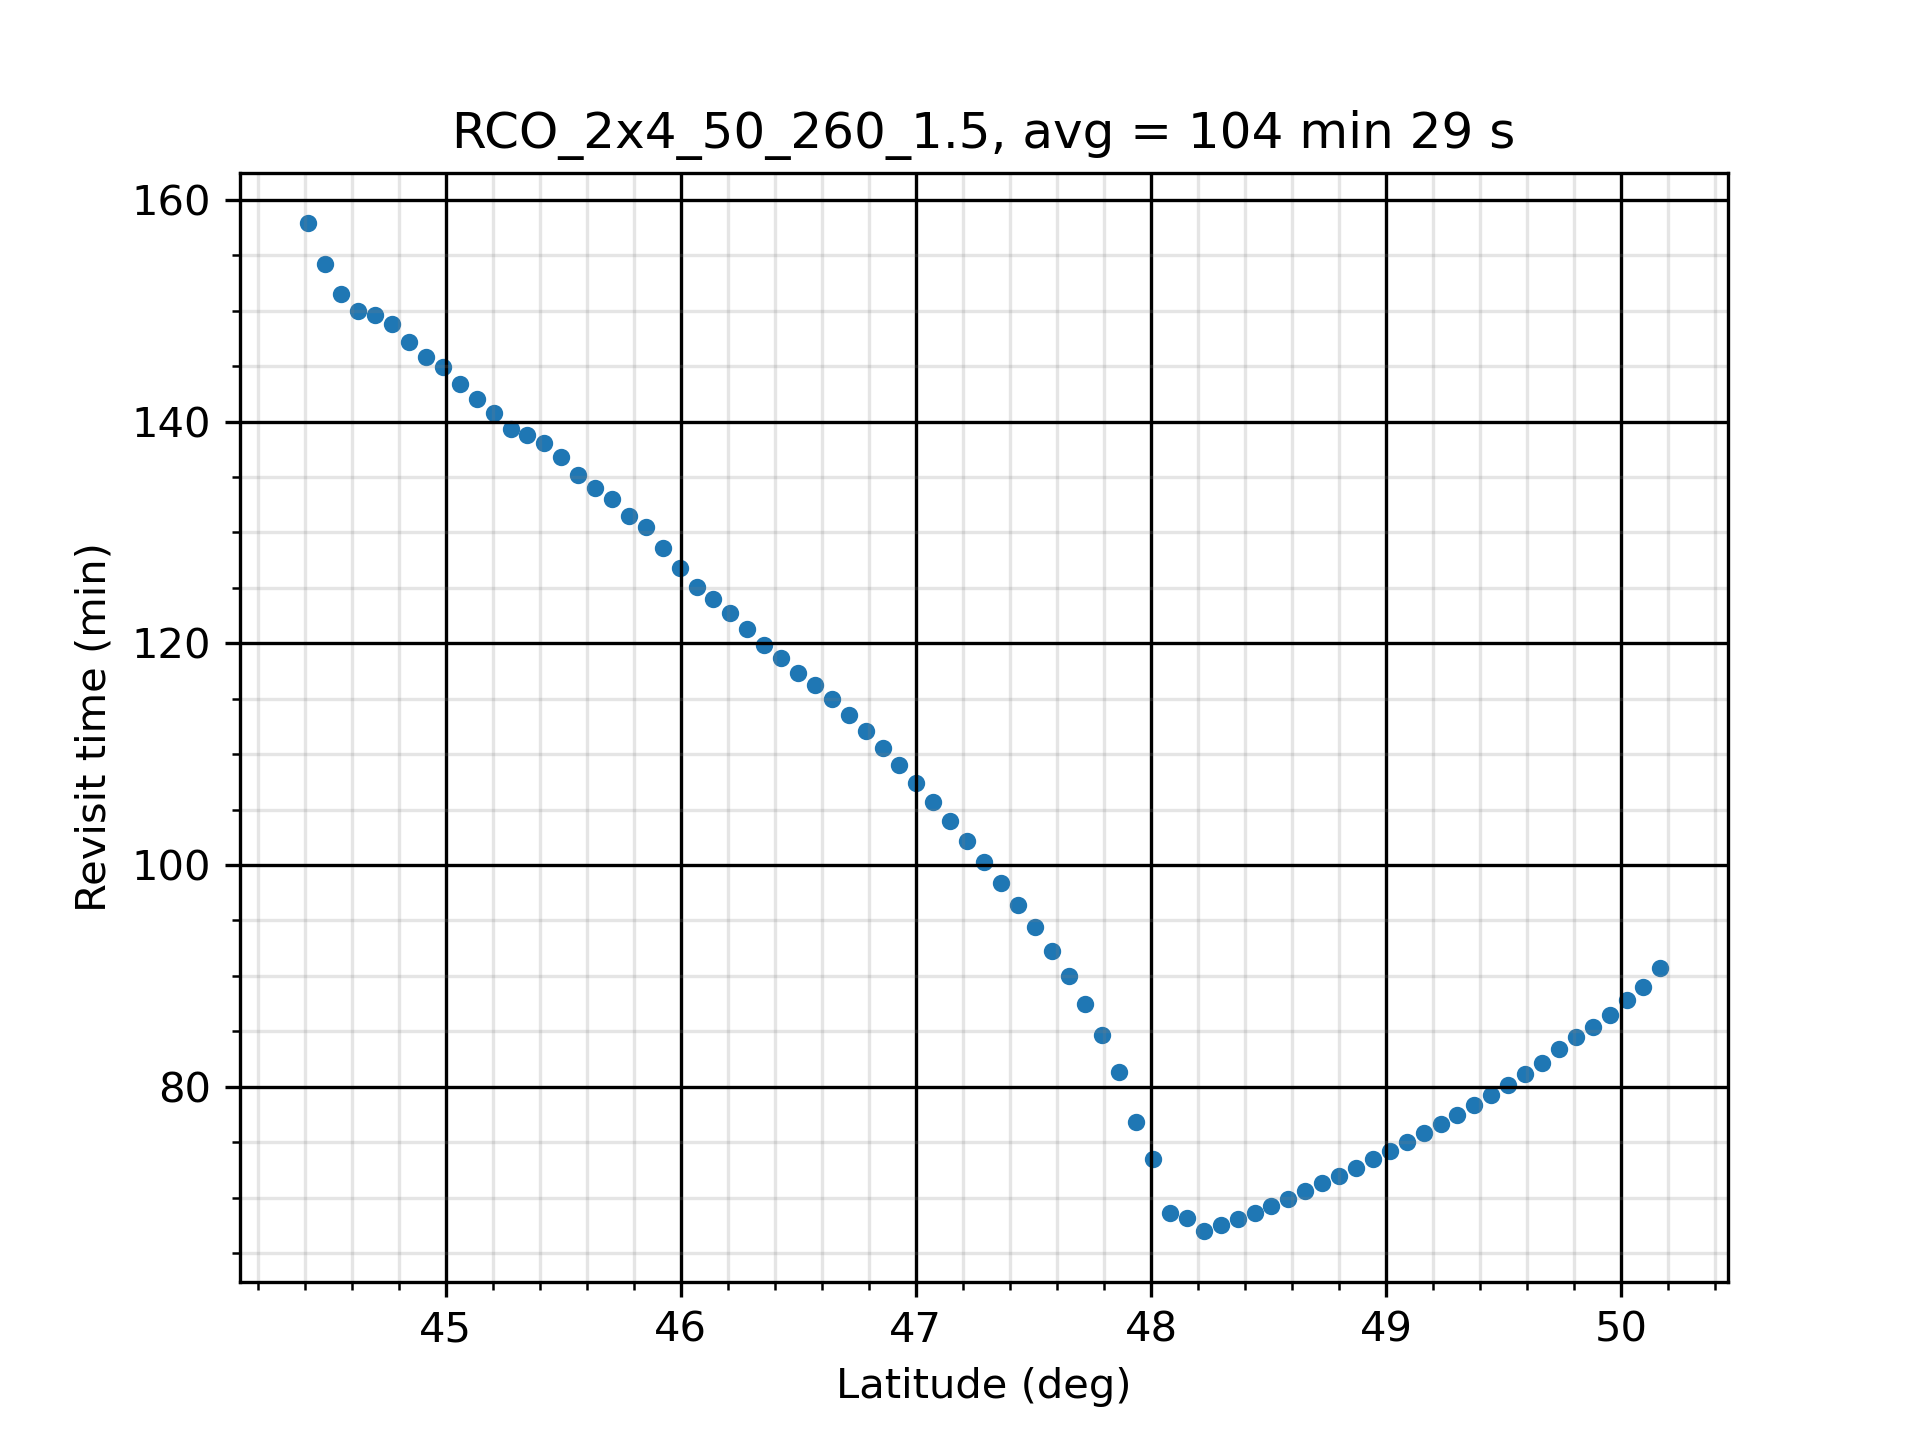 RCO_2x4_50_260_1.5, avg = 104 min 29 s
160
140
120
100
80
Revisit time (min)
45 46 47 48 49 50
Latitude (deg)